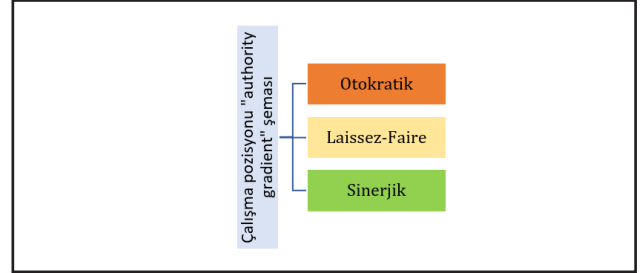 Çalışma pozisyonu "authority
gradient" şeması
Otokratik
Laissez-Faire
Sinerjik